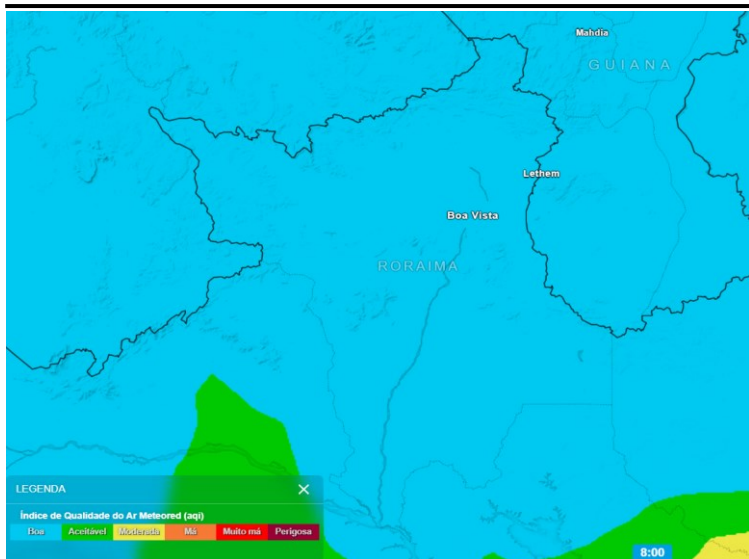 Mahdia
GUIANA
Lethem
Boa Vista
RORAIMA
LEGENDA
Índice de Qualidade do Ar Meteored (aqi)
Boa Aceitável Moderada Má Muito má Perigosa
8:00